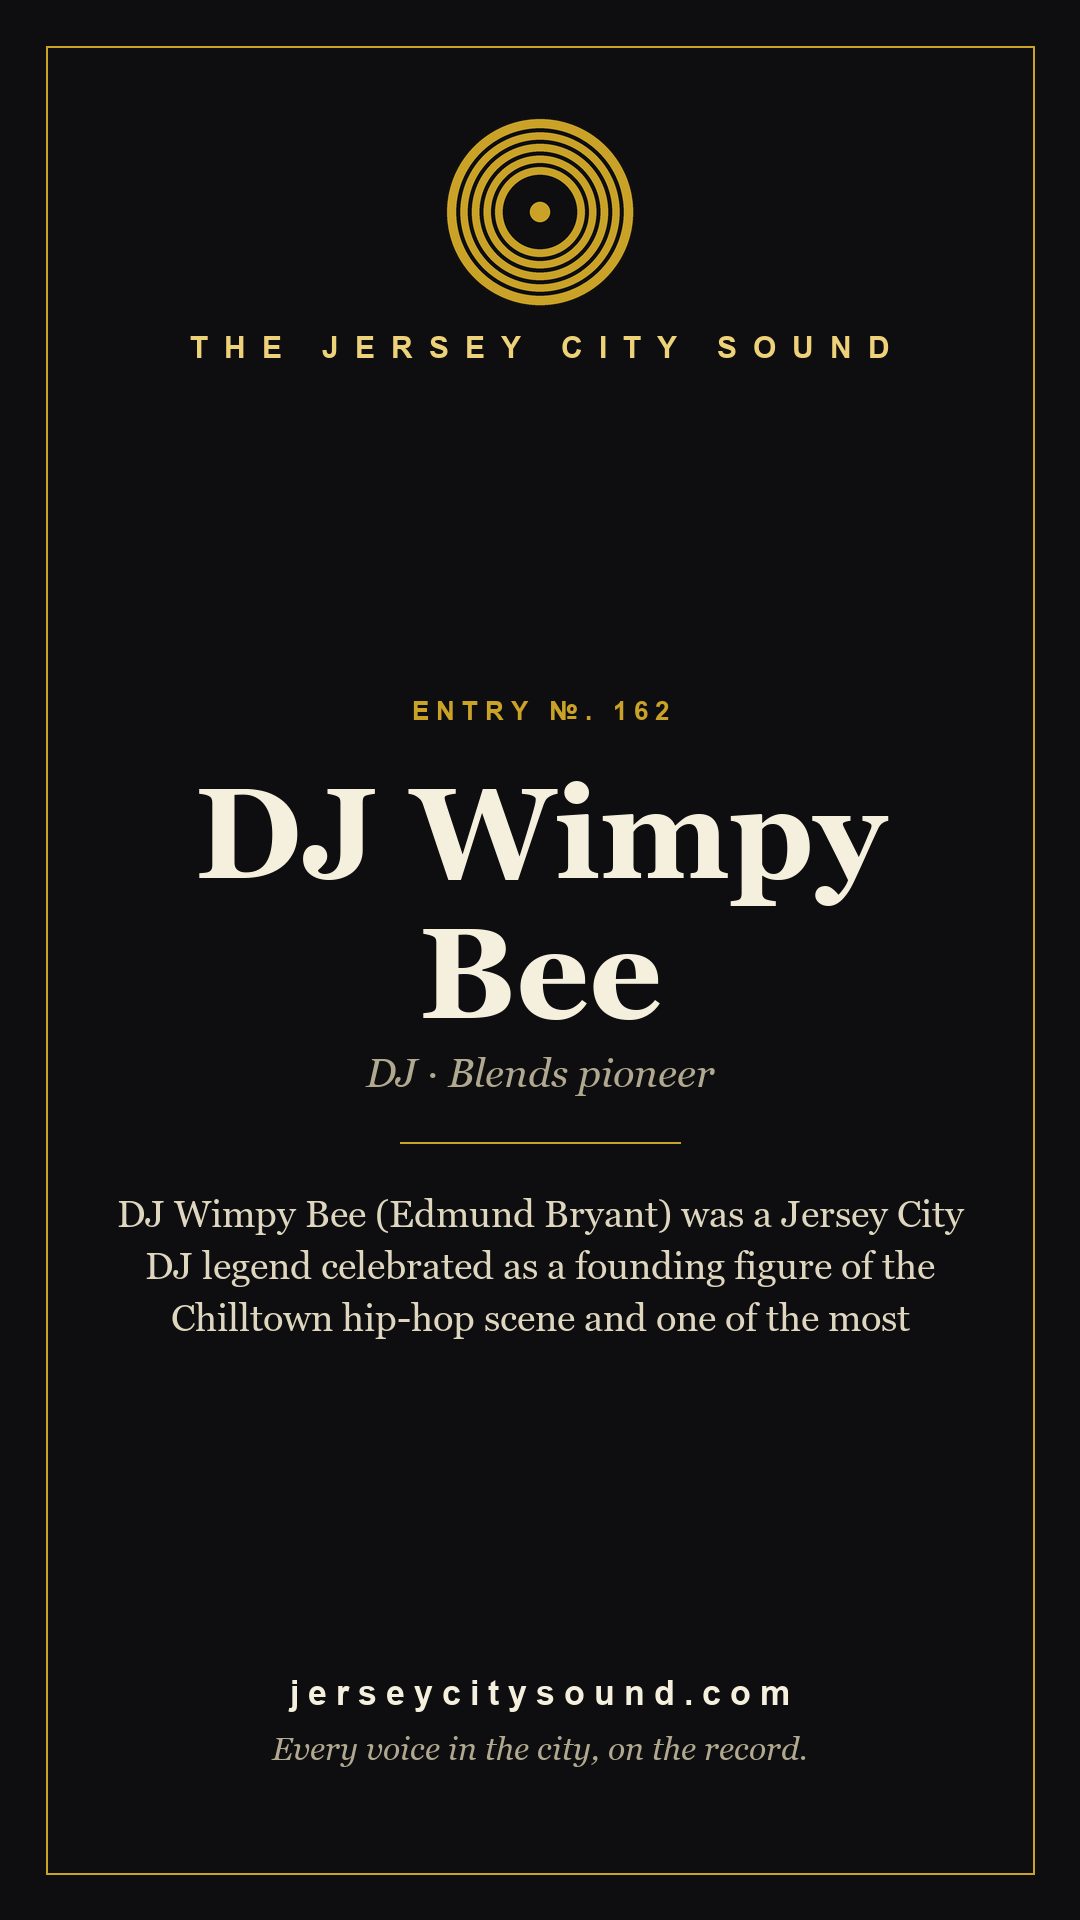 THE JERSEY CITY SOUND
ENTRY №. 162
DJ Wimpy
Bee
DJ · Blends pioneer
DJ Wimpy Bee (Edmund Bryant) was a Jersey City
DJ legend celebrated as a founding figure of the
Chilltown hip-hop scene and one of the most
jerseycitysound.com
Every voice in the city, on the record.